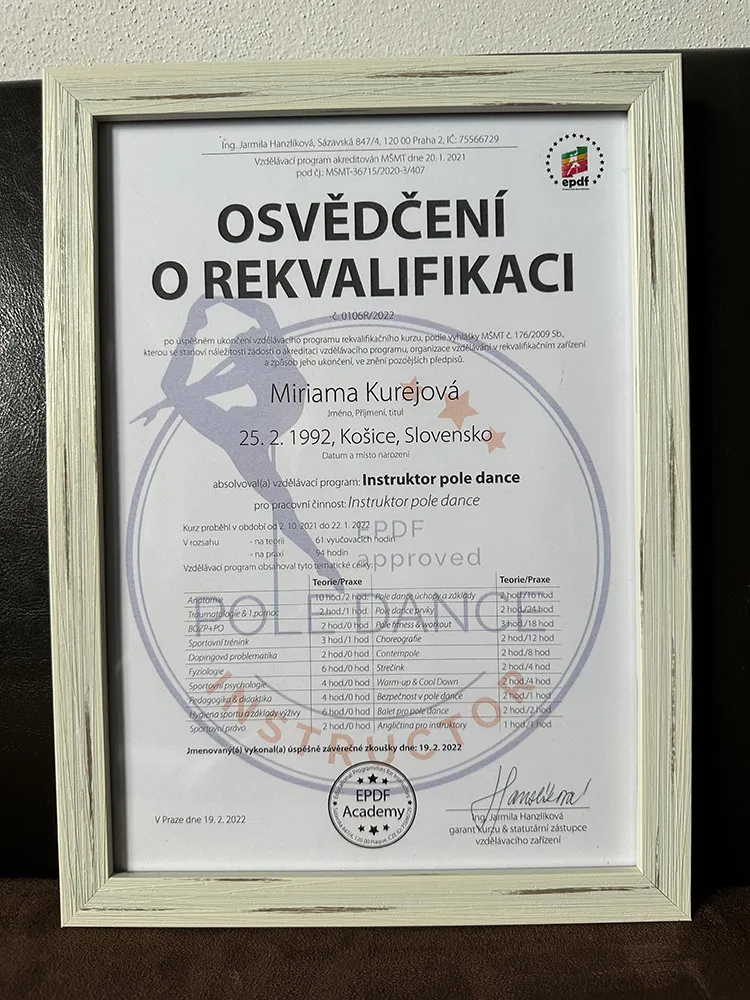 Ing. Jarmila Hanzlíková, Sázavská 847/4, 120 00 Praha 2, IČ: 75566729
Vzdělávací program akreditován MŠMT dne 20. 1. 2021
pod čj.: MSMT-36715/2020-3/407
epdf
OSVĚDČENÍ
O REKVALIFIKACI
č. 0106R/2022
po úspěšném ukončení vzdělávacího programu rekvalifikačního kurzu, podle vyhlášky MŠMT č. 176/2009 Sb.,
kterou se stanoví náležitosti žádosti o akreditaci vzdělávacího programu, organizace vzdělávání v rekvalifikačním zařízení
a způsob jeho ukončení, ve znění pozdějších předpisů.
Miriama Kurejová
Jméno, Příjmení, titul
25. 2. 1992, Košice, Slovensko
Datum a místo narození
absolvoval(a) vzdělávací program: Instruktor pole dance
pro pracovní činnost: Instruktor pole dance
Kurz proběhl v období od 2. 10. 2021 do 22. 1. 2022
V rozsahu - na teorii 61 vyučovacích hodin
- na praxi 94 hodin
EPDF
approved
Vzdělávací program obsahoval tyto tematické celky:
Teorie/Praxe Teorie/Praxe
Anatomie 10 hod/2 hod Pole dance úchopy a základy 2 hod/16 hod
Traumatologie & 1.pomoc 2 hod/1 hod Pole dance prvky 2 hod/24 hod
BOZP+PO 2 hod/0 hod Pole fitness & workout 3 hod/18 hod
Sportovní trénink 3 hod/1 hod Choreografie 2 hod/12 hod
Dopingová problematika 2 hod/0 hod Contempole 2 hod/8 hod
Fyziologie 6 hod/0 hod Strečink 2 hod/4 hod
Sportovní psychologie 4 hod/0 hod Warm-up & Cool Down 2 hod/4 hod
Pedagogika & didaktika 4 hod/0 hod Bezpečnost v pole dance 2 hod/1 hod
Hygiena sportu a základy výživy 6 hod/0 hod Balet pro pole dance 2 hod/2 hod
Sportovní právo 2 hod/0 hod Angličtina pro instruktory 1 hod/1 hod
POLE DANCE
INSTRUCTOR
Jmenovaný(á) vykonal(a) úspěšně závěrečné zkoušky dne: 19. 2. 2022
EPDF
Academy
V Praze dne 19. 2. 2022
Ing. Jarmila Hanzlíková
garant kurzu & statutární zástupce
vzdělávacího zařízení